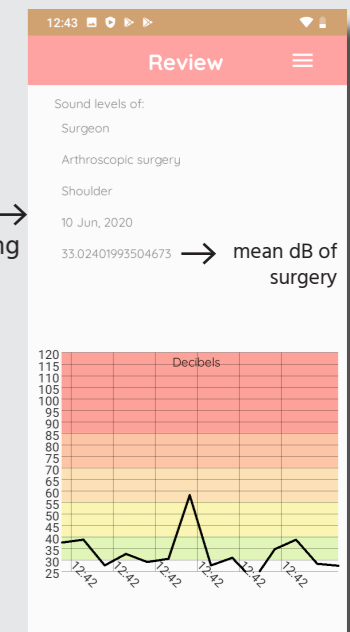 12:43
Review
Sound levels of:
Surgeon
Arthroscopic surgery
Shoulder
10 Jun, 2020
ng
33.02401993504673
mean dB of
surgery
Decibels
120
115
110
105
100
95
90
85
80
75
70
65
60
55
50
45
40
35
30
25
12:42
12:42
12:42
12:42
12:42
12:42